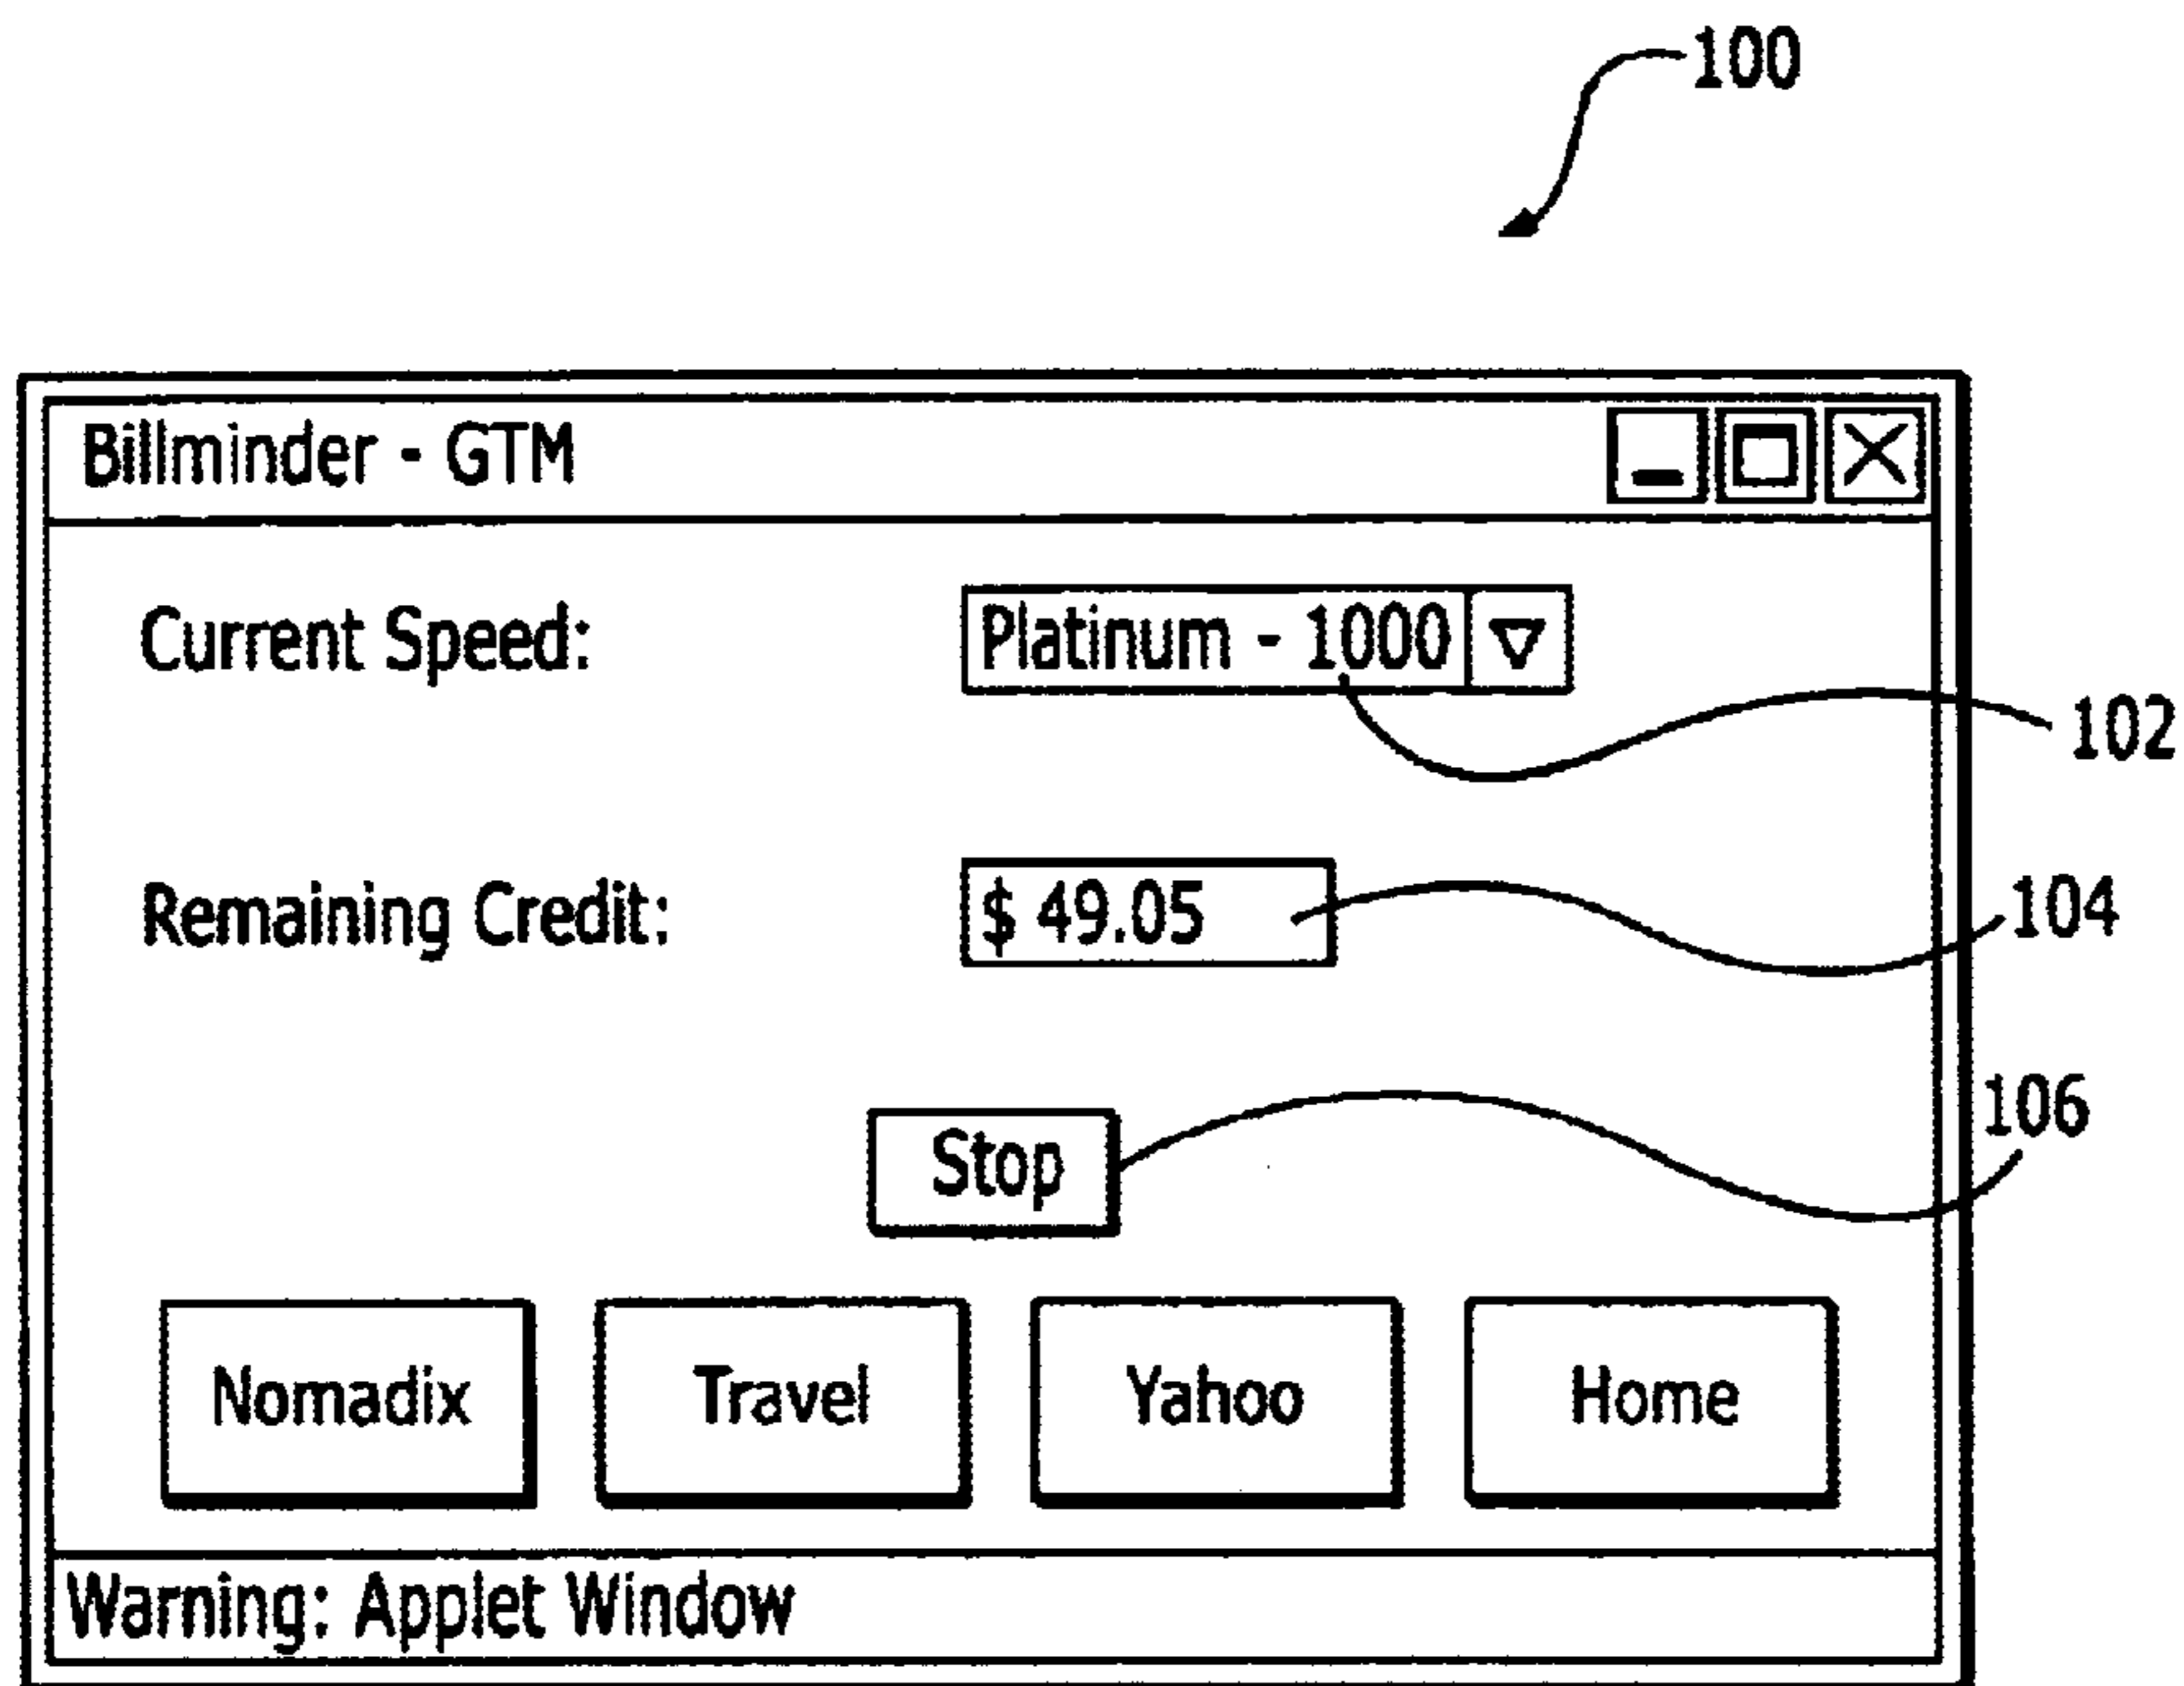 100
Billminder - GTM
Current Speed: Platinum - 1000
102
Remaining Credit: $ 49.05
104
106
Stop
Nomadix Travel Yahoo Home
Warning: Applet Window